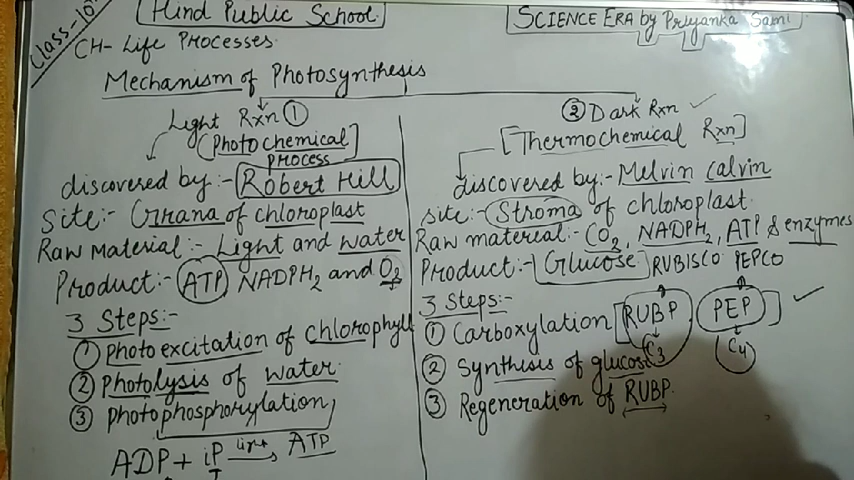 Class-10
Hind Public School
SCIENCE ERA by Priyanka Saini
CH- Life Processes
Mechanism of Photosynthesis
Light Rxn ①
[Photochemical process]
discovered by:- Robert Hill
Site:- Grana of chloroplast
Raw Material:- Light and water
Product:- ATP NADPH₂ and O₂
3 Steps:-
① Photoexcitation of chlorophyll
② Photolysis of water
③ Photophosphorylation
ADP + iP light→ ATP
② Dark Rxn ✓
[Thermochemical Rxn]
discovered by:- Melvin Calvin
site:- Stroma of chloroplast
Raw matereal:- CO₂, NADPH₂, ATP & enzymes
Product:- Glucose RUBISCO PEPCO
3 Steps:-
① Carboxylation [RUBP PEP] ✓
C₃ C₄
② Synthisis of glucose
③ Regeneration of RUBP.